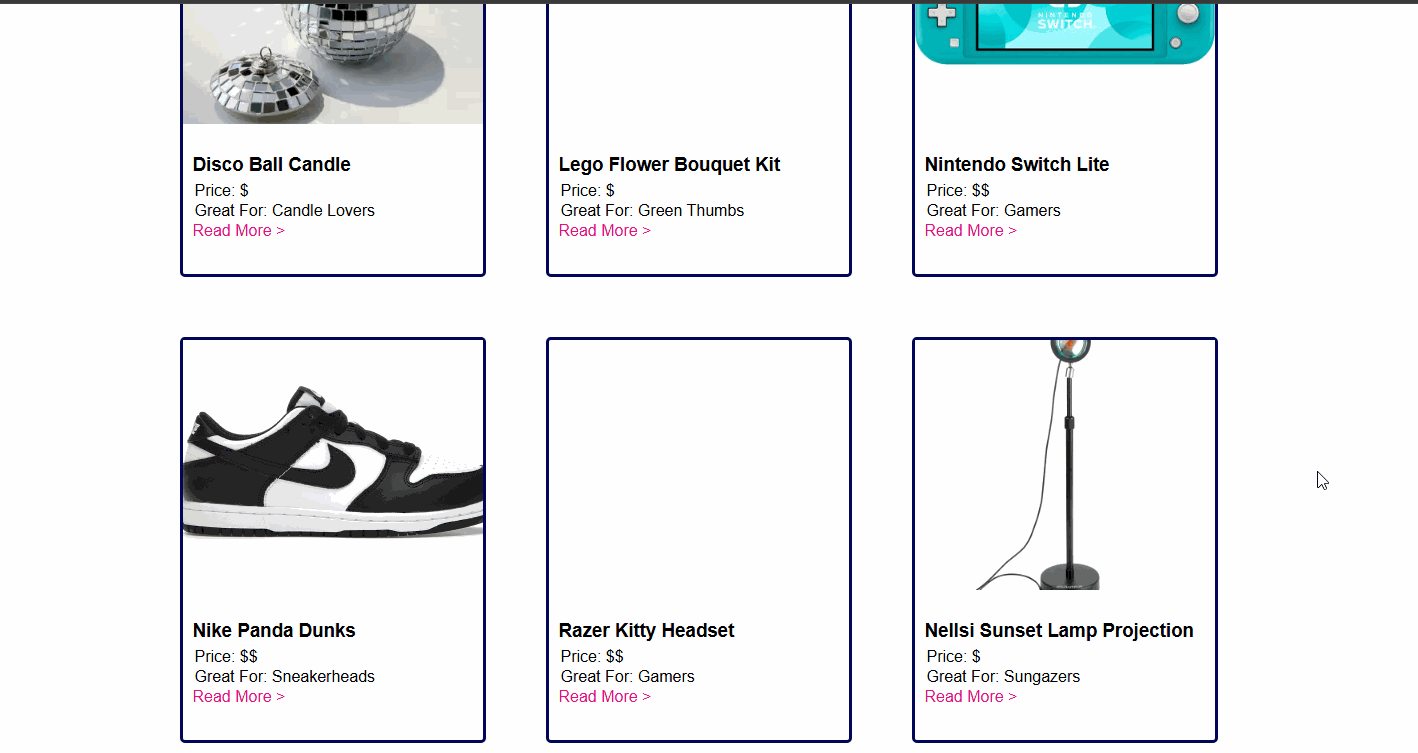 NINTENDO
SWITCH
Disco Ball Candle
Price: $
Great For: Candle Lovers
Read More >
Lego Flower Bouquet Kit
Price: $
Great For: Green Thumbs
Read More >
Nintendo Switch Lite
Price: $$
Great For: Gamers
Read More >
Nike Panda Dunks
Price: $$
Great For: Sneakerheads
Read More >
Razer Kitty Headset
Price: $$
Great For: Gamers
Read More >
Nellsi Sunset Lamp Projection
Price: $
Great For: Sungazers
Read More >